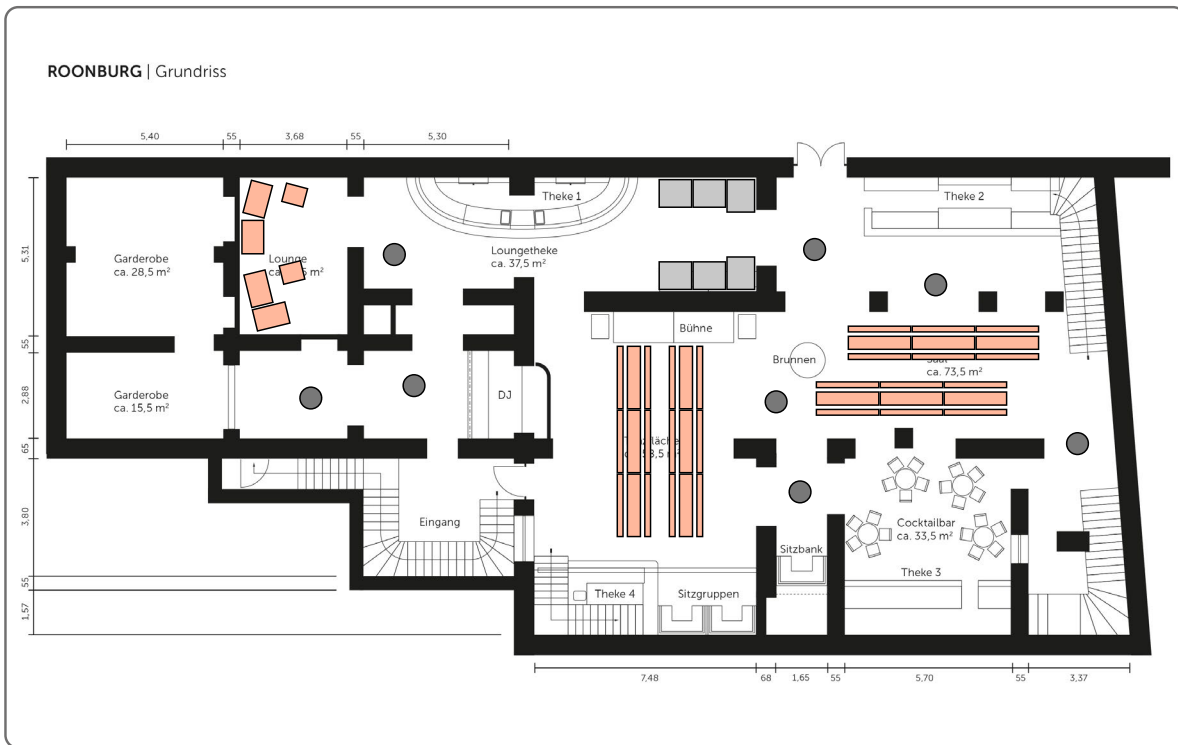 ROONBURG | Grundriss
5,40
55
3,68
55
5,30
Theke 1
Theke 2
5,31
Garderobe
ca. 28,5 m²
Lounge
Loungetheke
ca. 37,5 m²
55
Bühne
Brunnen
ca. 73,5 m²
2,88
Garderobe
ca. 15,5 m²
DJ
65
3,80
Eingang
Cocktailbar
ca. 33,5 m²
Sitzbank
Theke 3
55
Theke 4
Sitzgruppen
1,57
7,48
68
1,65
55
5,70
55
3,37